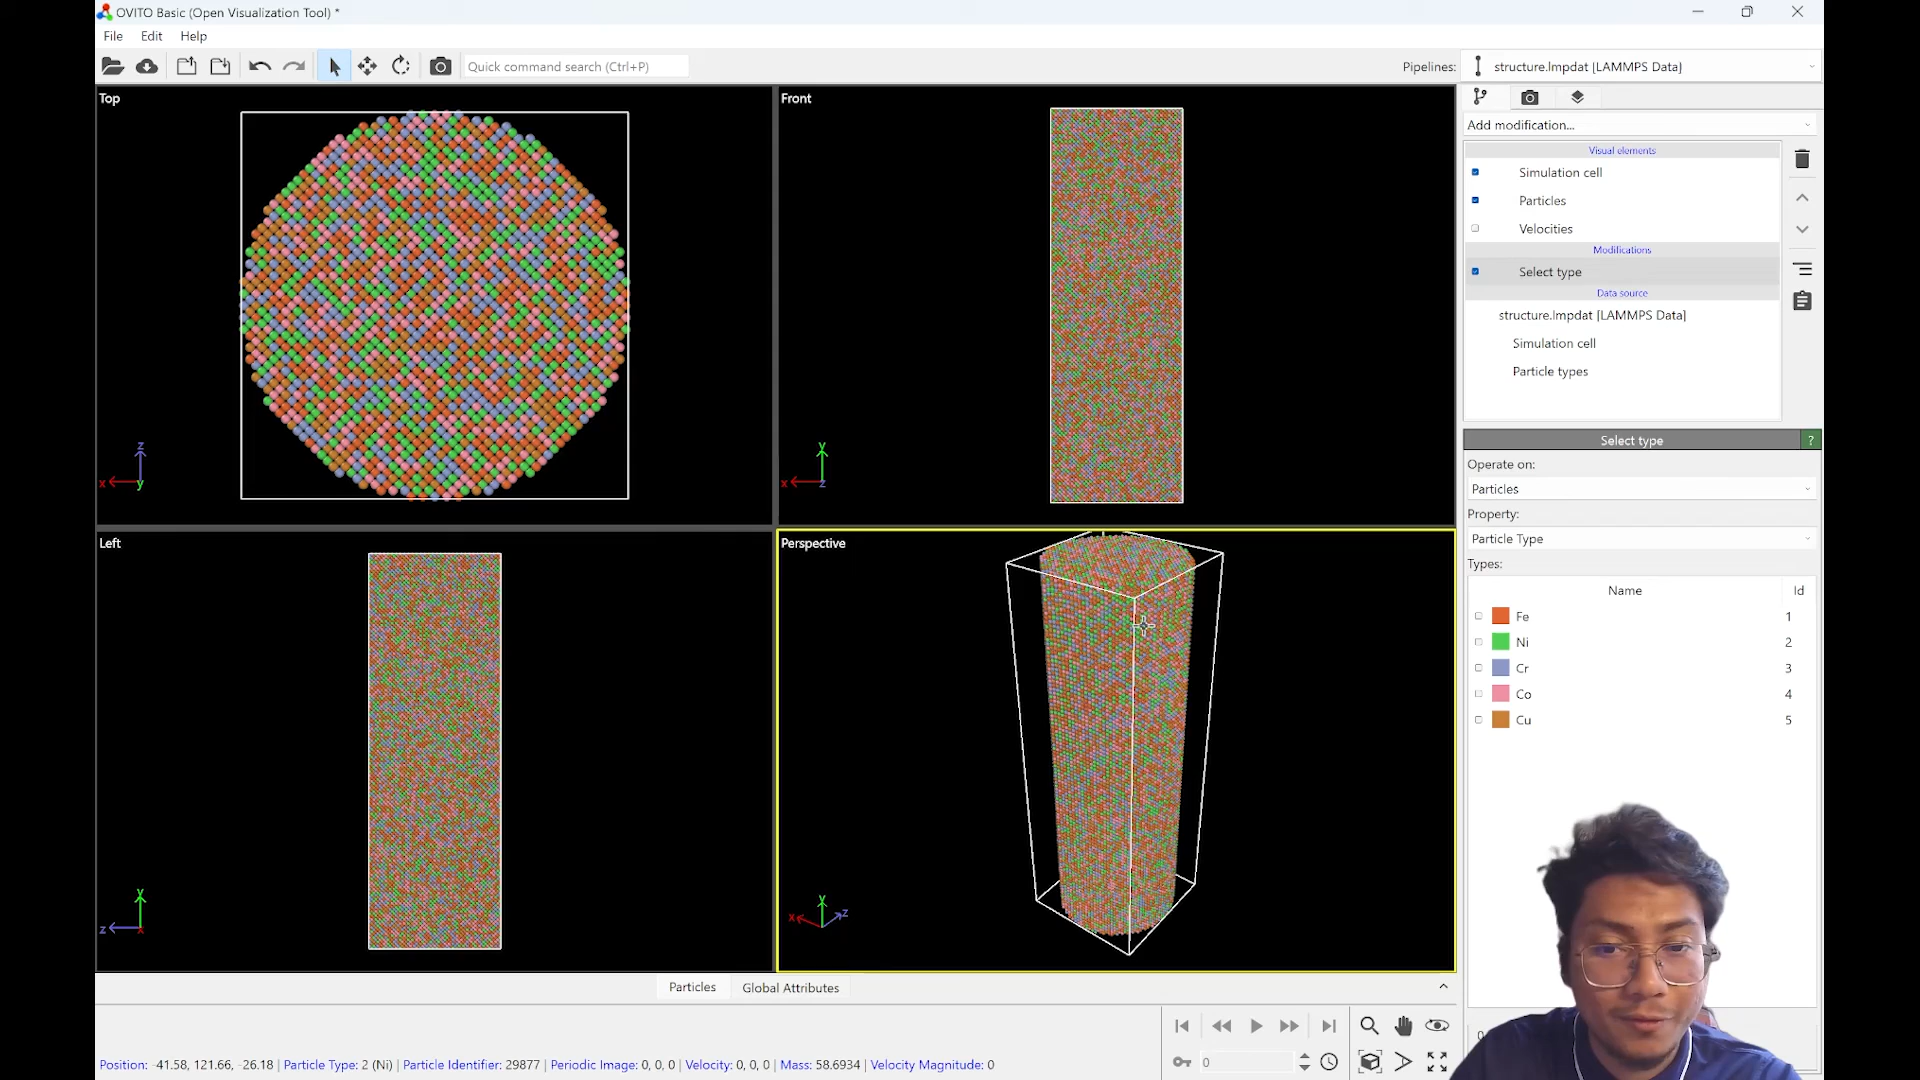 OVITO Basic (Open Visualization Tool) *
File Edit Help
Quick command search (Ctrl+P)
Pipelines: structure.lmpdat [LAMMPS Data]
Top
Front
Left
Perspective
z
x
y
y
x
z
y
z
x
y
x
z
Add modification...
Visual elements
Simulation cell
Particles
Velocities
Modifications
Select type
Data source
structure.lmpdat [LAMMPS Data]
Simulation cell
Particle types
Select type ?
Operate on:
Particles
Property:
Particle Type
Types:
Name Id
Fe 1
Ni 2
Cr 3
Co 4
Cu 5
Particles Global Attributes
0
Position: -41.58, 121.66, -26.18 | Particle Type: 2 (Ni) | Particle Identifier: 29877 | Periodic Image: 0, 0, 0 | Velocity: 0, 0, 0 | Mass: 58.6934 | Velocity Magnitude: 0